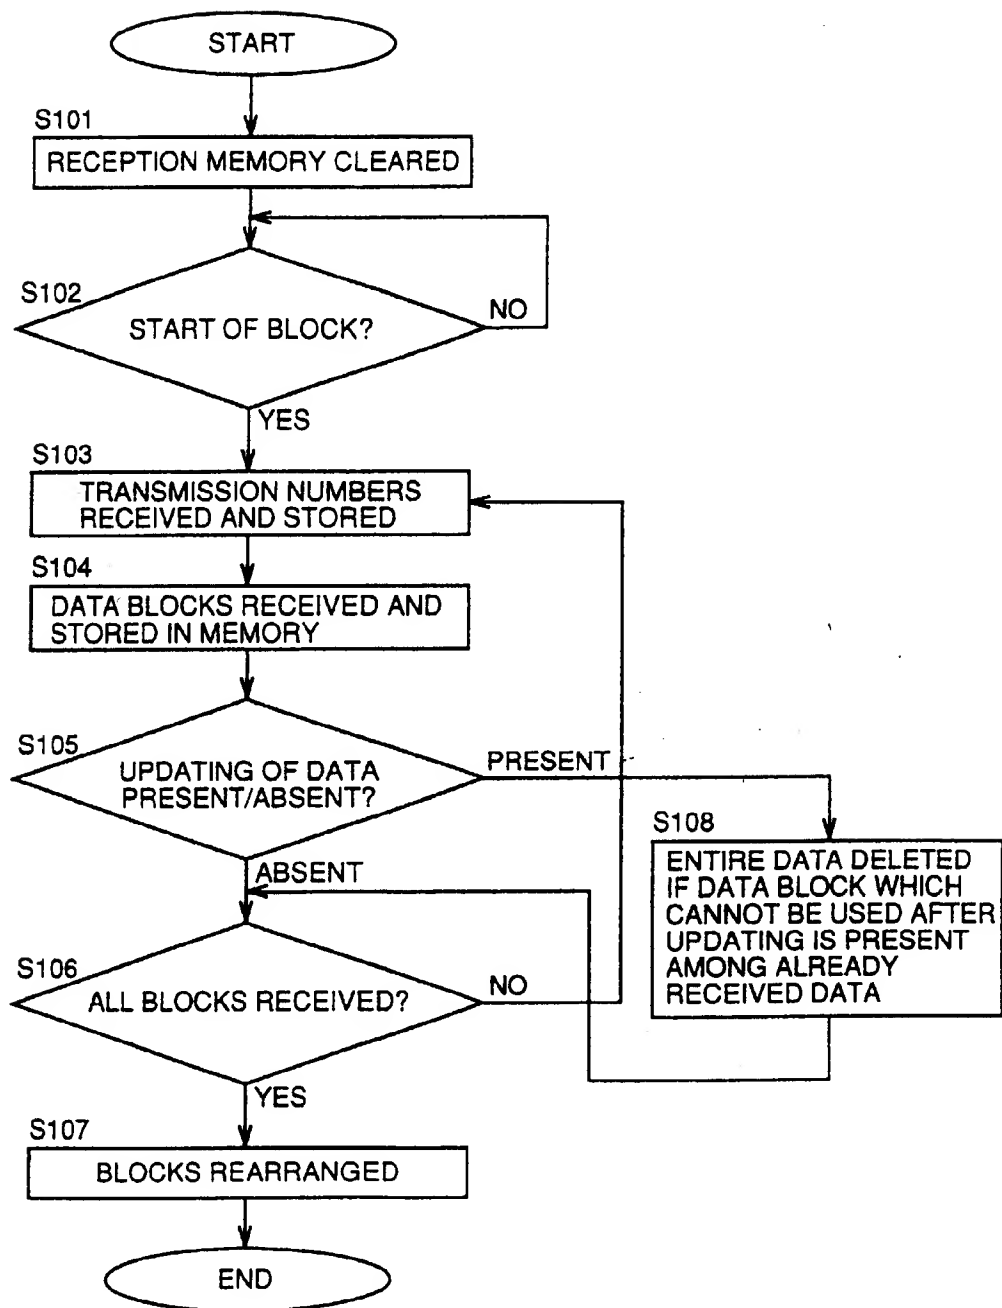 START
S101
RECEPTION MEMORY CLEARED
S102
START OF BLOCK?
NO
YES
S103
TRANSMISSION NUMBERS
RECEIVED AND STORED
S104
DATA BLOCKS RECEIVED AND
STORED IN MEMORY
S105
UPDATING OF DATA
PRESENT/ABSENT?
PRESENT
ABSENT
S108
ENTIRE DATA DELETED
IF DATA BLOCK WHICH
CANNOT BE USED AFTER
UPDATING IS PRESENT
AMONG ALREADY
RECEIVED DATA
S106
ALL BLOCKS RECEIVED?
NO
YES
S107
BLOCKS REARRANGED
END